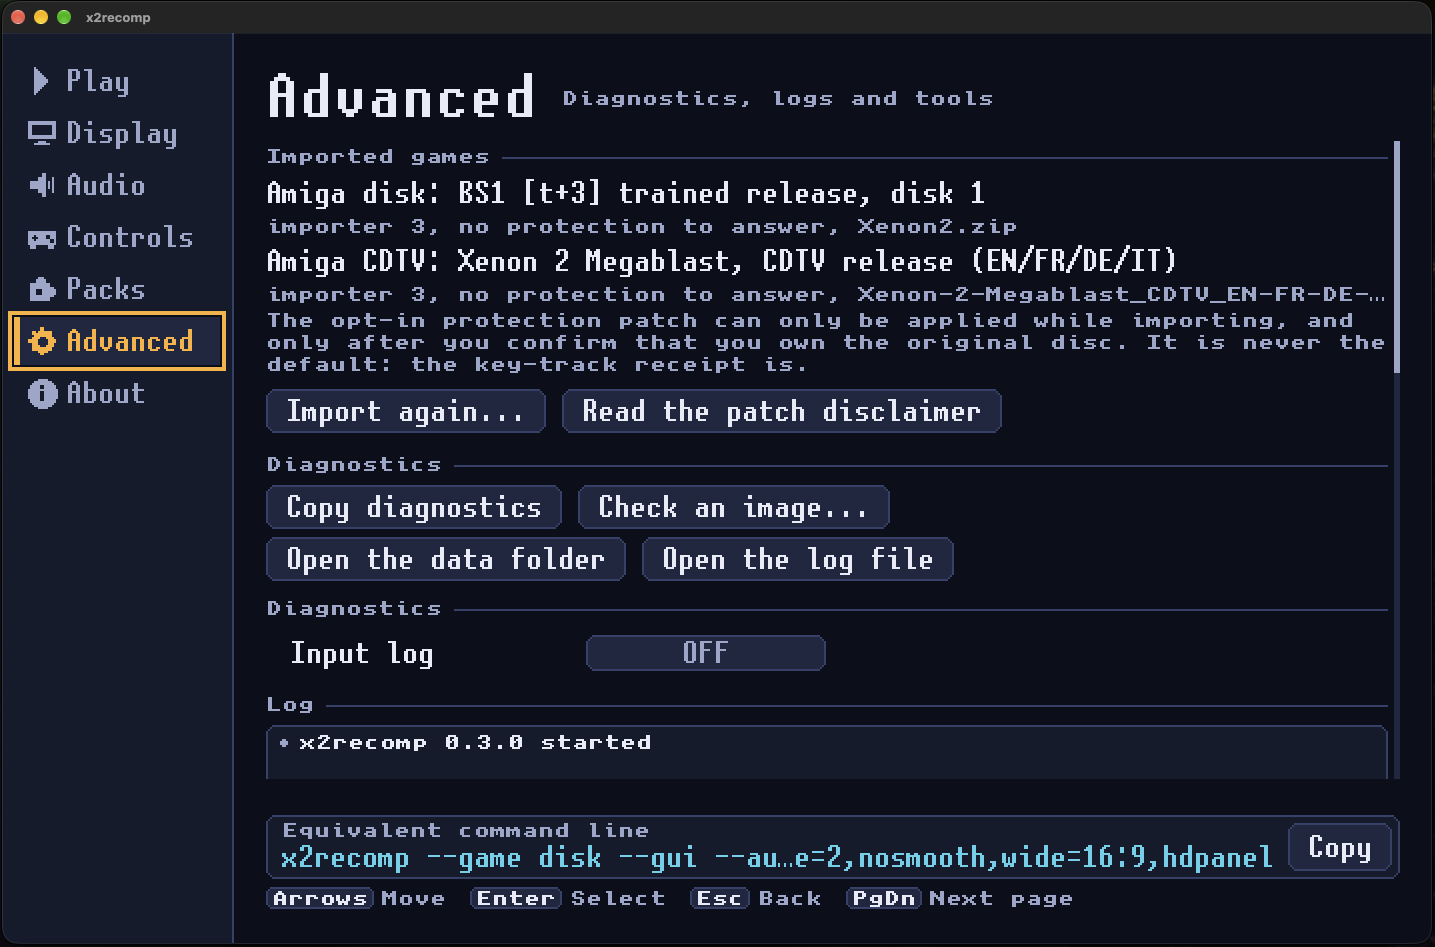 x2recomp
Play
Display
Audio
Controls
Packs
Advanced
About
Advanced Diagnostics, logs and tools
Imported games
Amiga disk: BS1 [t+3] trained release, disk 1
importer 3, no protection to answer, Xenon2.zip
Amiga CDTV: Xenon 2 Megablast, CDTV release (EN/FR/DE/IT)
importer 3, no protection to answer, Xenon-2-Megablast_CDTV_EN-FR-DE-…
The opt-in protection patch can only be applied while importing, and
only after you confirm that you own the original disc. It is never the
default: the key-track receipt is.
Import again... Read the patch disclaimer
Diagnostics
Copy diagnostics Check an image...
Open the data folder Open the log file
Diagnostics
Input log OFF
Log
• x2recomp 0.3.0 started
Equivalent command line
x2recomp --game disk --gui --au…e=2,nosmooth,wide=16:9,hdpanel Copy
Arrows Move Enter Select Esc Back PgDn Next page